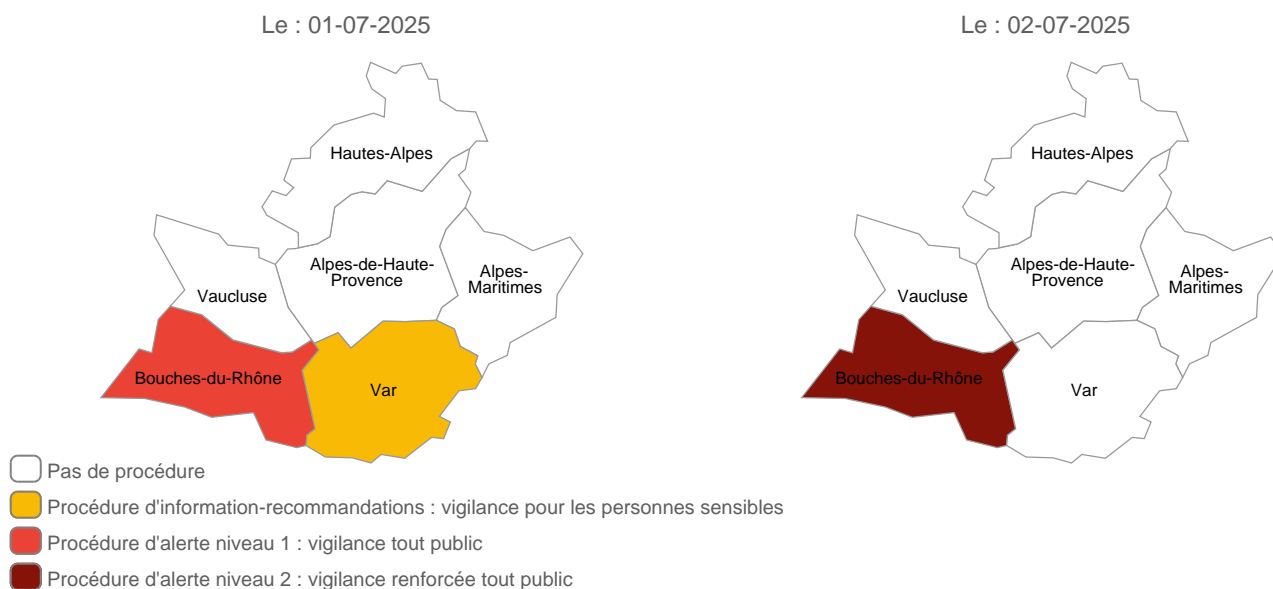 Le : 01-07-2025
Hautes-Alpes
Alpes-de-Haute-
Provence
Alpes-
Maritimes
Vaucluse
Bouches-du-Rhône
Var
Le : 02-07-2025
Hautes-Alpes
Alpes-de-Haute-
Provence
Alpes-
Maritimes
Vaucluse
Bouches-du-Rhône
Var
Pas de procédure
Procédure d'information-recommandations : vigilance pour les personnes sensibles
Procédure d'alerte niveau 1 : vigilance tout public
Procédure d'alerte niveau 2 : vigilance renforcée tout public